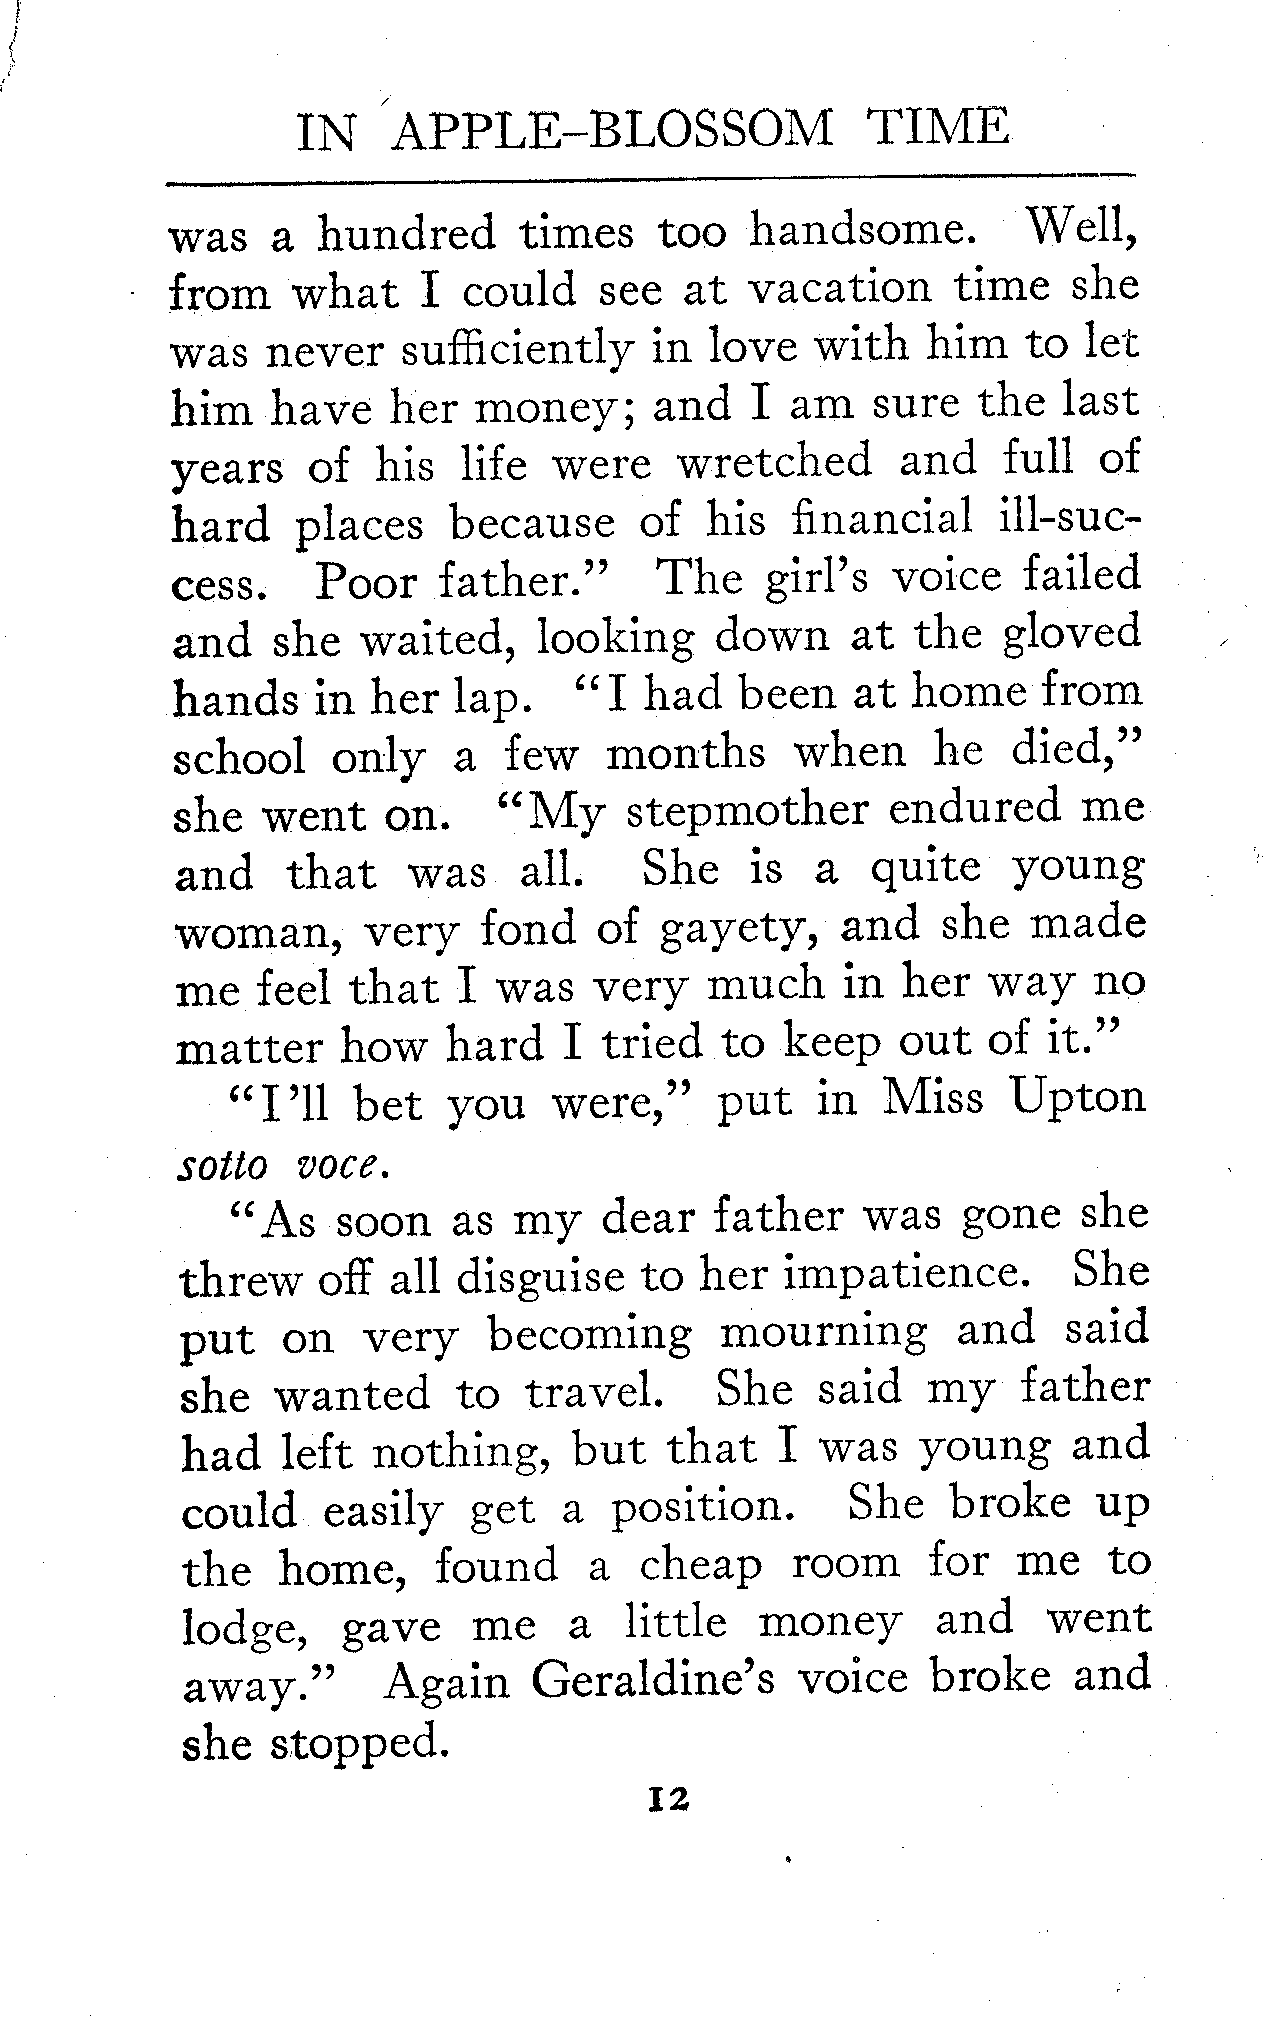 IN APPLE-BLOSSOM TIME
was a hundred times too handsome. Well,
from what I could see at vacation time she
was never sufficiently in love with him to let
him have her money; and I am sure the last
years of his life were wretched and full of
hard places because of his financial ill-suc-
cess. Poor father.” The girl’s voice failed
and she waited, looking down at the gloved
hands in her lap. “I had been at home from
school only a few months when he died,”
she went on. “My stepmother endured me
and that was all. She is a quite young
woman, very fond of gayety, and she made
me feel that I was very much in her way no
matter how hard I tried to keep out of it.”
“I’ll bet you were,” put in Miss Upton
sotto voce.
“As soon as my dear father was gone she
threw off all disguise to her impatience. She
put on very becoming mourning and said
she wanted to travel. She said my father
had left nothing, but that I was young and
could easily get a position. She broke up
the home, found a cheap room for me to
lodge, gave me a little money and went
away.” Again Geraldine’s voice broke and
she stopped.
12